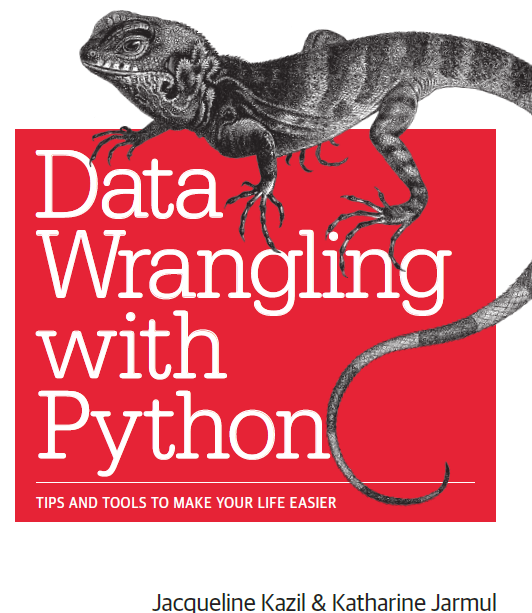 Data
Wrangling
with
Python
TIPS AND TOOLS TO MAKE YOUR LIFE EASIER
Jacqueline Kazil & Katharine Jarmul